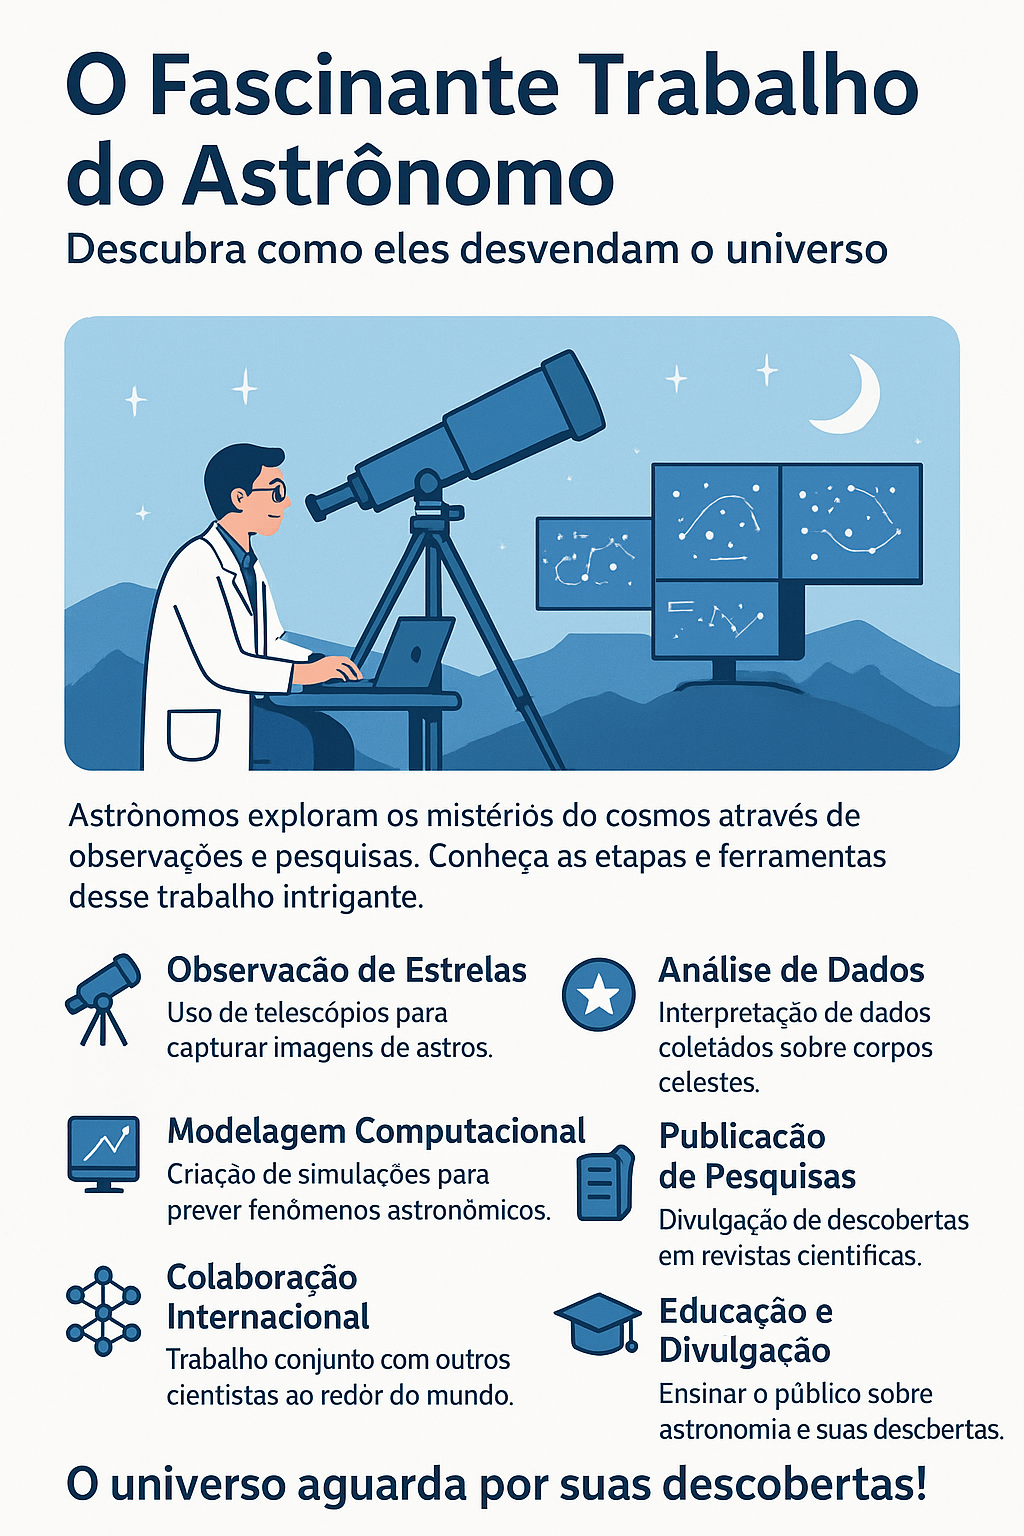 O Fascinante Trabalho
do Astrônomo
Descubra como eles desvendam o universo
Astrònomos exploram os mistériós do cosmos através de
observações e pesquisas. Conheça as etapas e ferramentas
desse trabalho intrigante.
Observacão de Estrelas
Uso de telescópios para
capturar imagens de astros.
Análise de Dados
Interpretação de dados
coletádos sobre corpos
celestes.
Modelagem Computacional
Criaçào de simulações para
prever fenômenos astronômicos.
Publicacão
de Pesquisas
Divulgação de descobertas
em revistas cientificas.
Colaboração
Internacional
Trabalho conjunto com outros
cientistas ao redòr do mundo.
Educação e
Divulgação
Ensinar o público sobre
astronomia e suas descbertas.
O universo aguarda por suas descobertas!